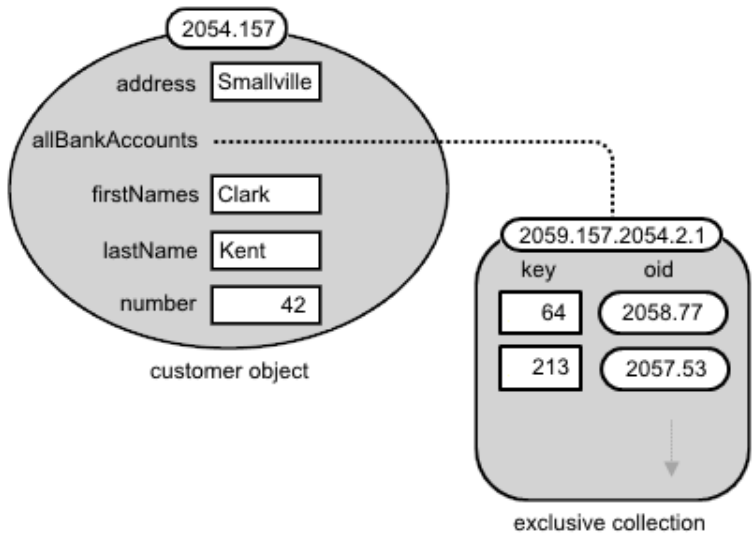 2054.157
address Smallville
allBankAccounts
firstNames Clark
lastName Kent
number 42
customer object
2059.157.2054.2.1
key oid
64 2058.77
213 2057.53
exclusive collection